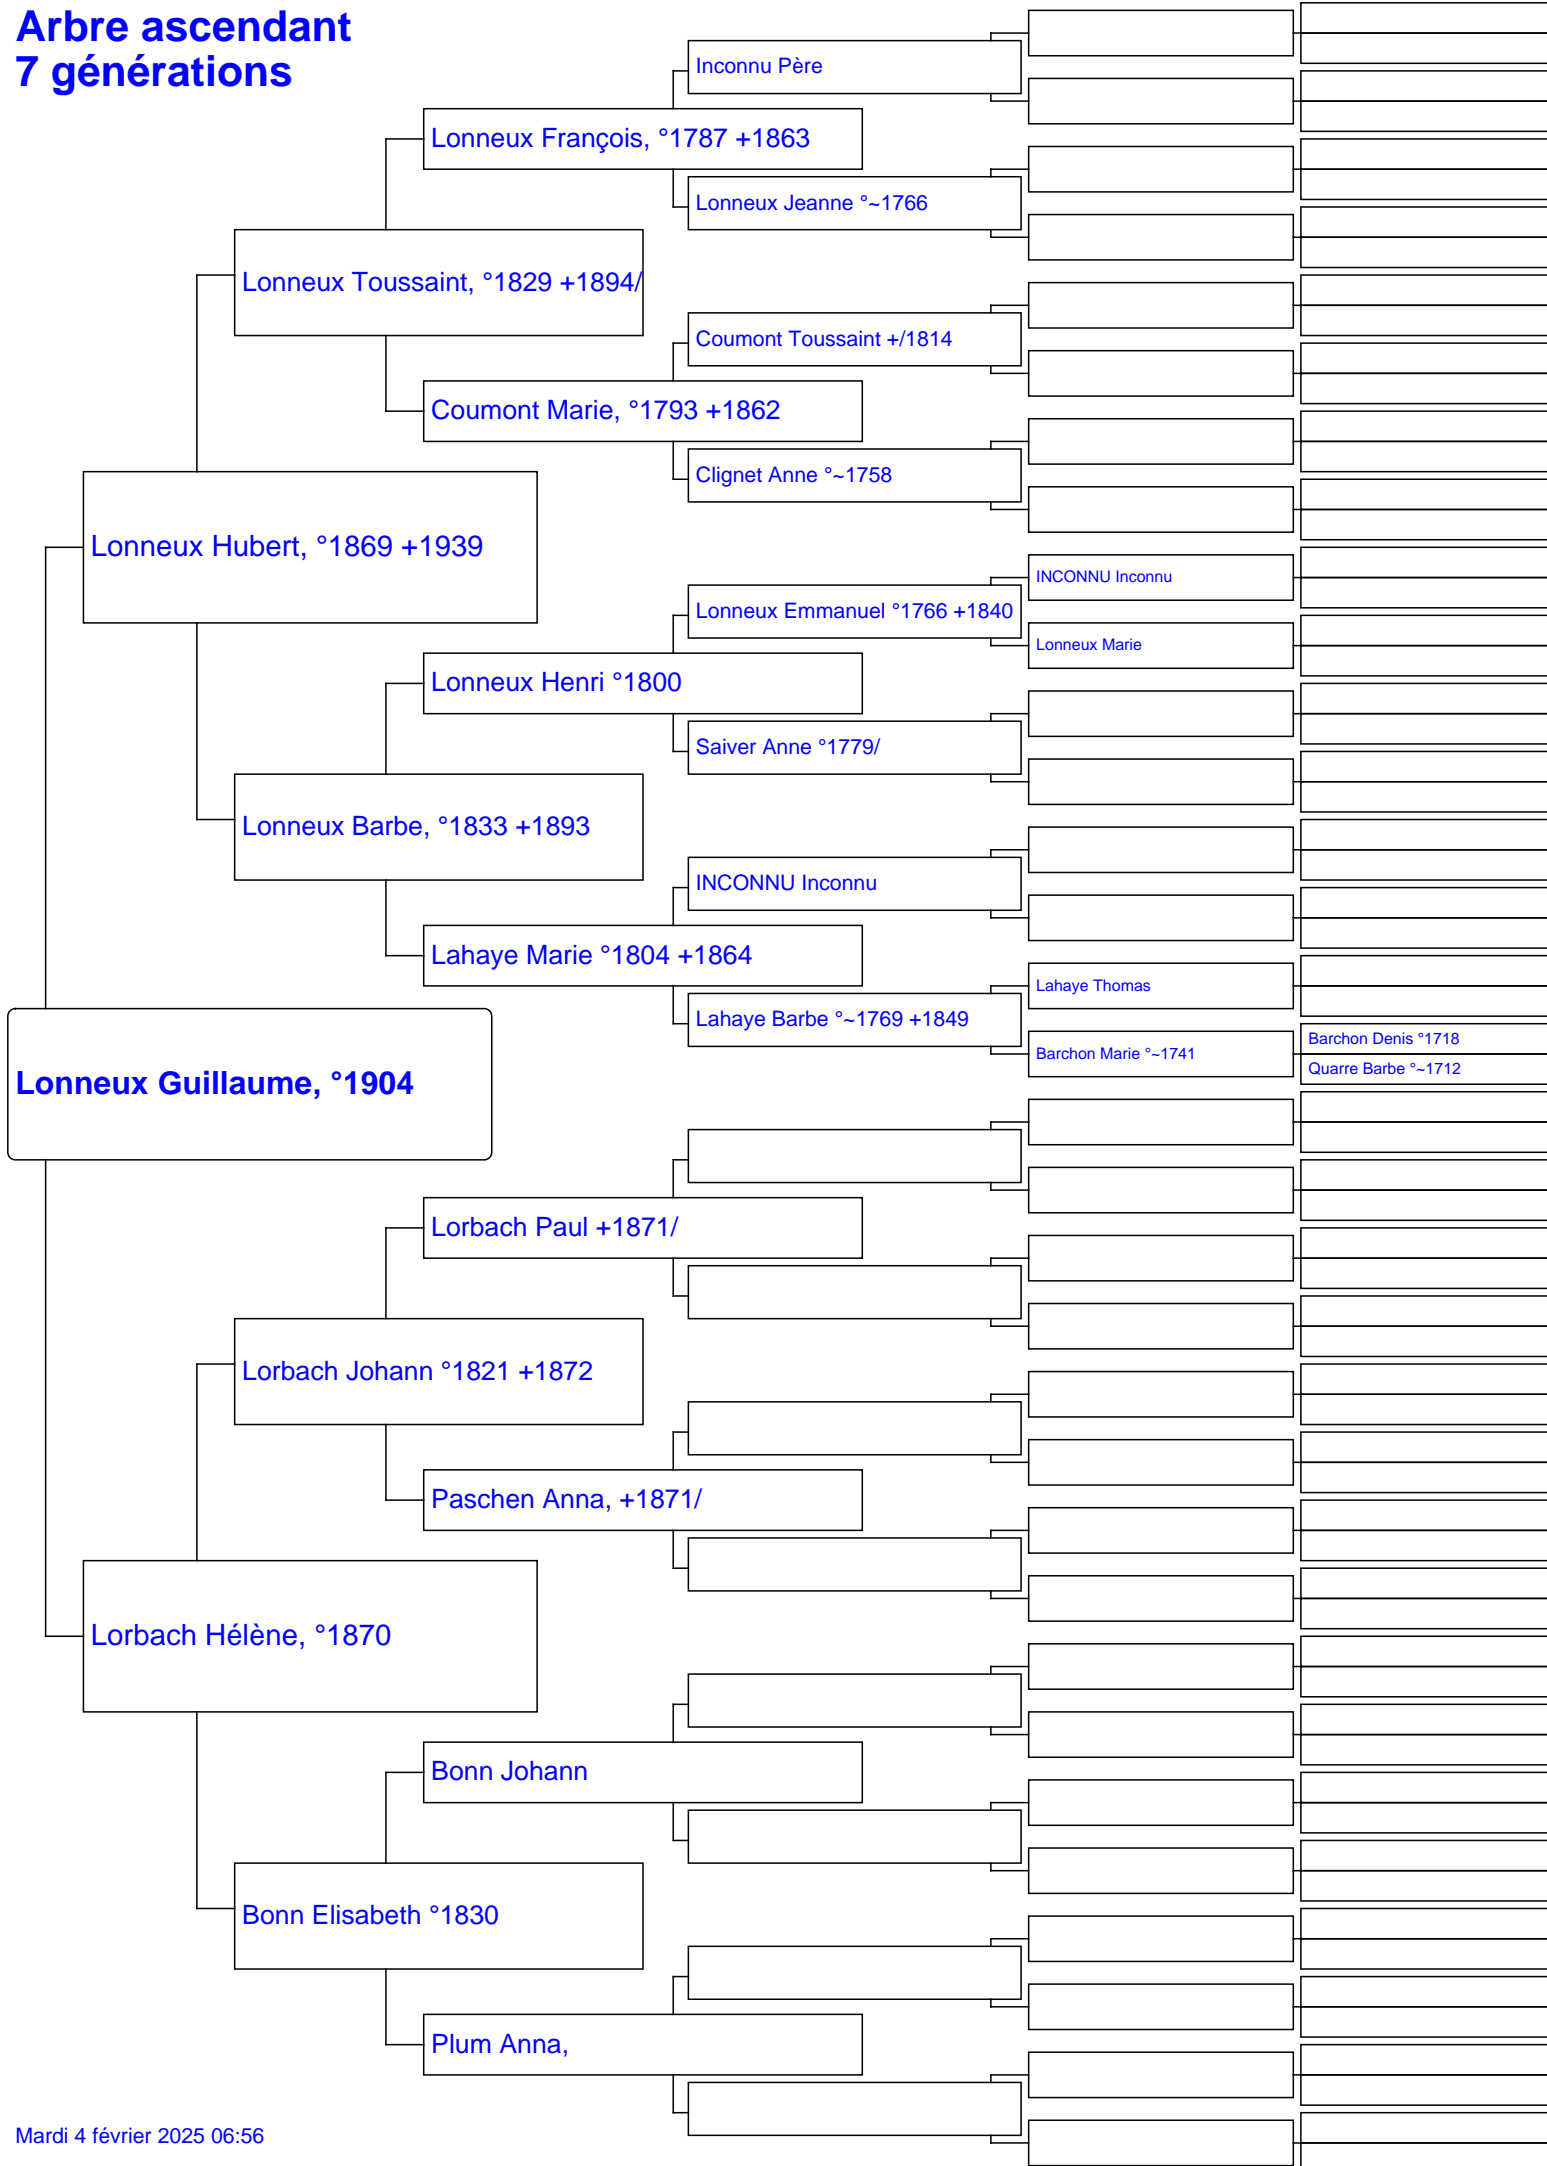 Arbre ascendant
7 générations
Inconnu Père
Lonneux François, °1787 +1863
Lonneux Jeanne °~1766
Lonneux Toussaint, °1829 +1894/
Coumont Toussaint +/1814
Coumont Marie, °1793 +1862
Clignet Anne °~1758
Lonneux Hubert, °1869 +1939
INCONNU Inconnu
Lonneux Emmanuel °1766 +1840
Lonneux Marie
Lonneux Henri °1800
Saiver Anne °1779/
Lonneux Barbe, °1833 +1893
INCONNU Inconnu
Lahaye Marie °1804 +1864
Lahaye Thomas
Lahaye Barbe °~1769 +1849
Barchon Denis °1718
Barchon Marie °~1741
Quarre Barbe °~1712
Lonneux Guillaume, °1904
Lorbach Paul +1871/
Lorbach Johann °1821 +1872
Paschen Anna, +1871/
Lorbach Hélène, °1870
Bonn Johann
Bonn Elisabeth °1830
Plum Anna,
Mardi 4 février 2025 06:56